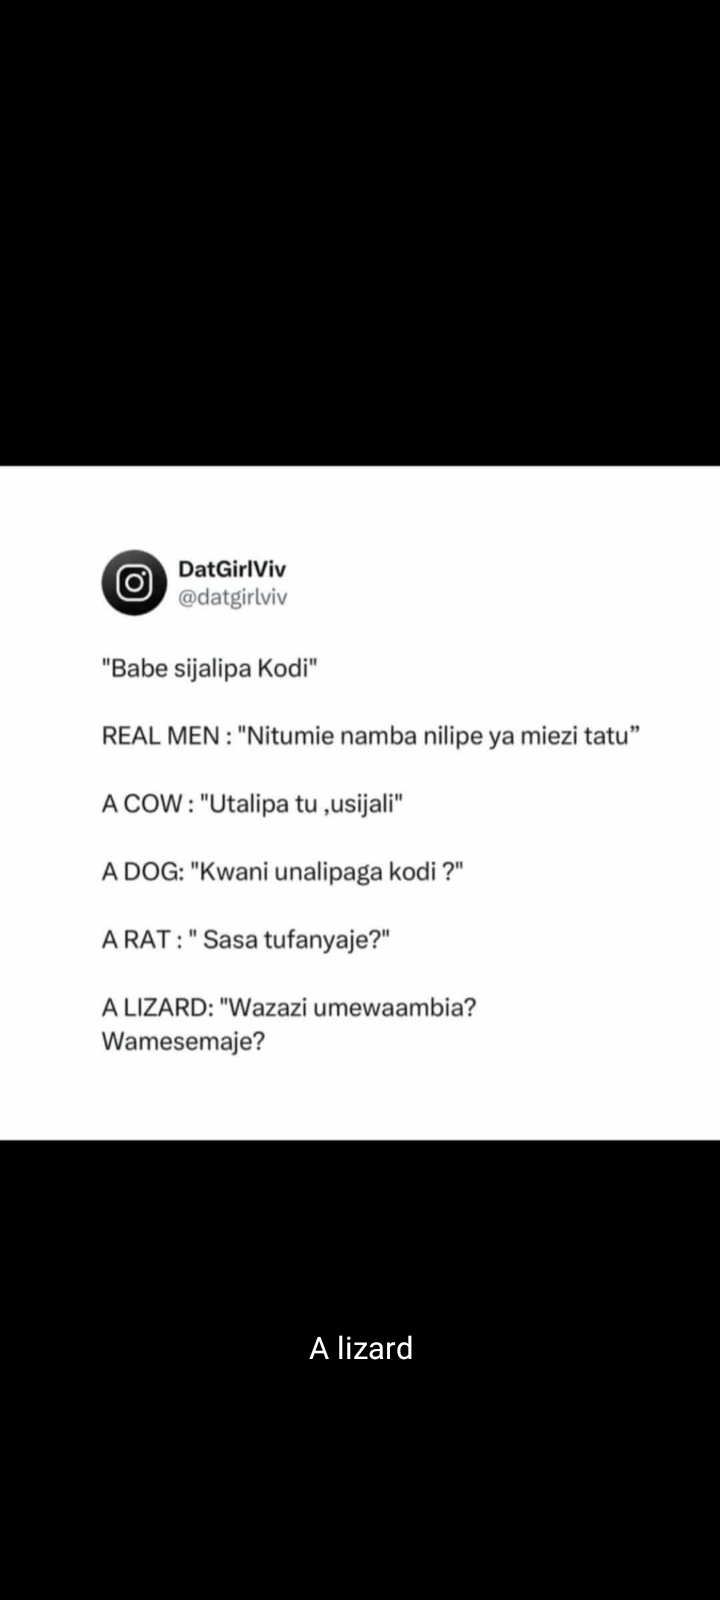 DatGirlViv
@datgirlviv
"Babe sijalipa Kodi"
REAL MEN : "Nitumie namba nilipe ya miezi tatu”
A COW : "Utalipa tu ,usijali"
A DOG: "Kwani unalipaga kodi ?"
A RAT : " Sasa tufanyaje?"
A LIZARD: "Wazazi umewaambia?
Wamesemaje?
A lizard